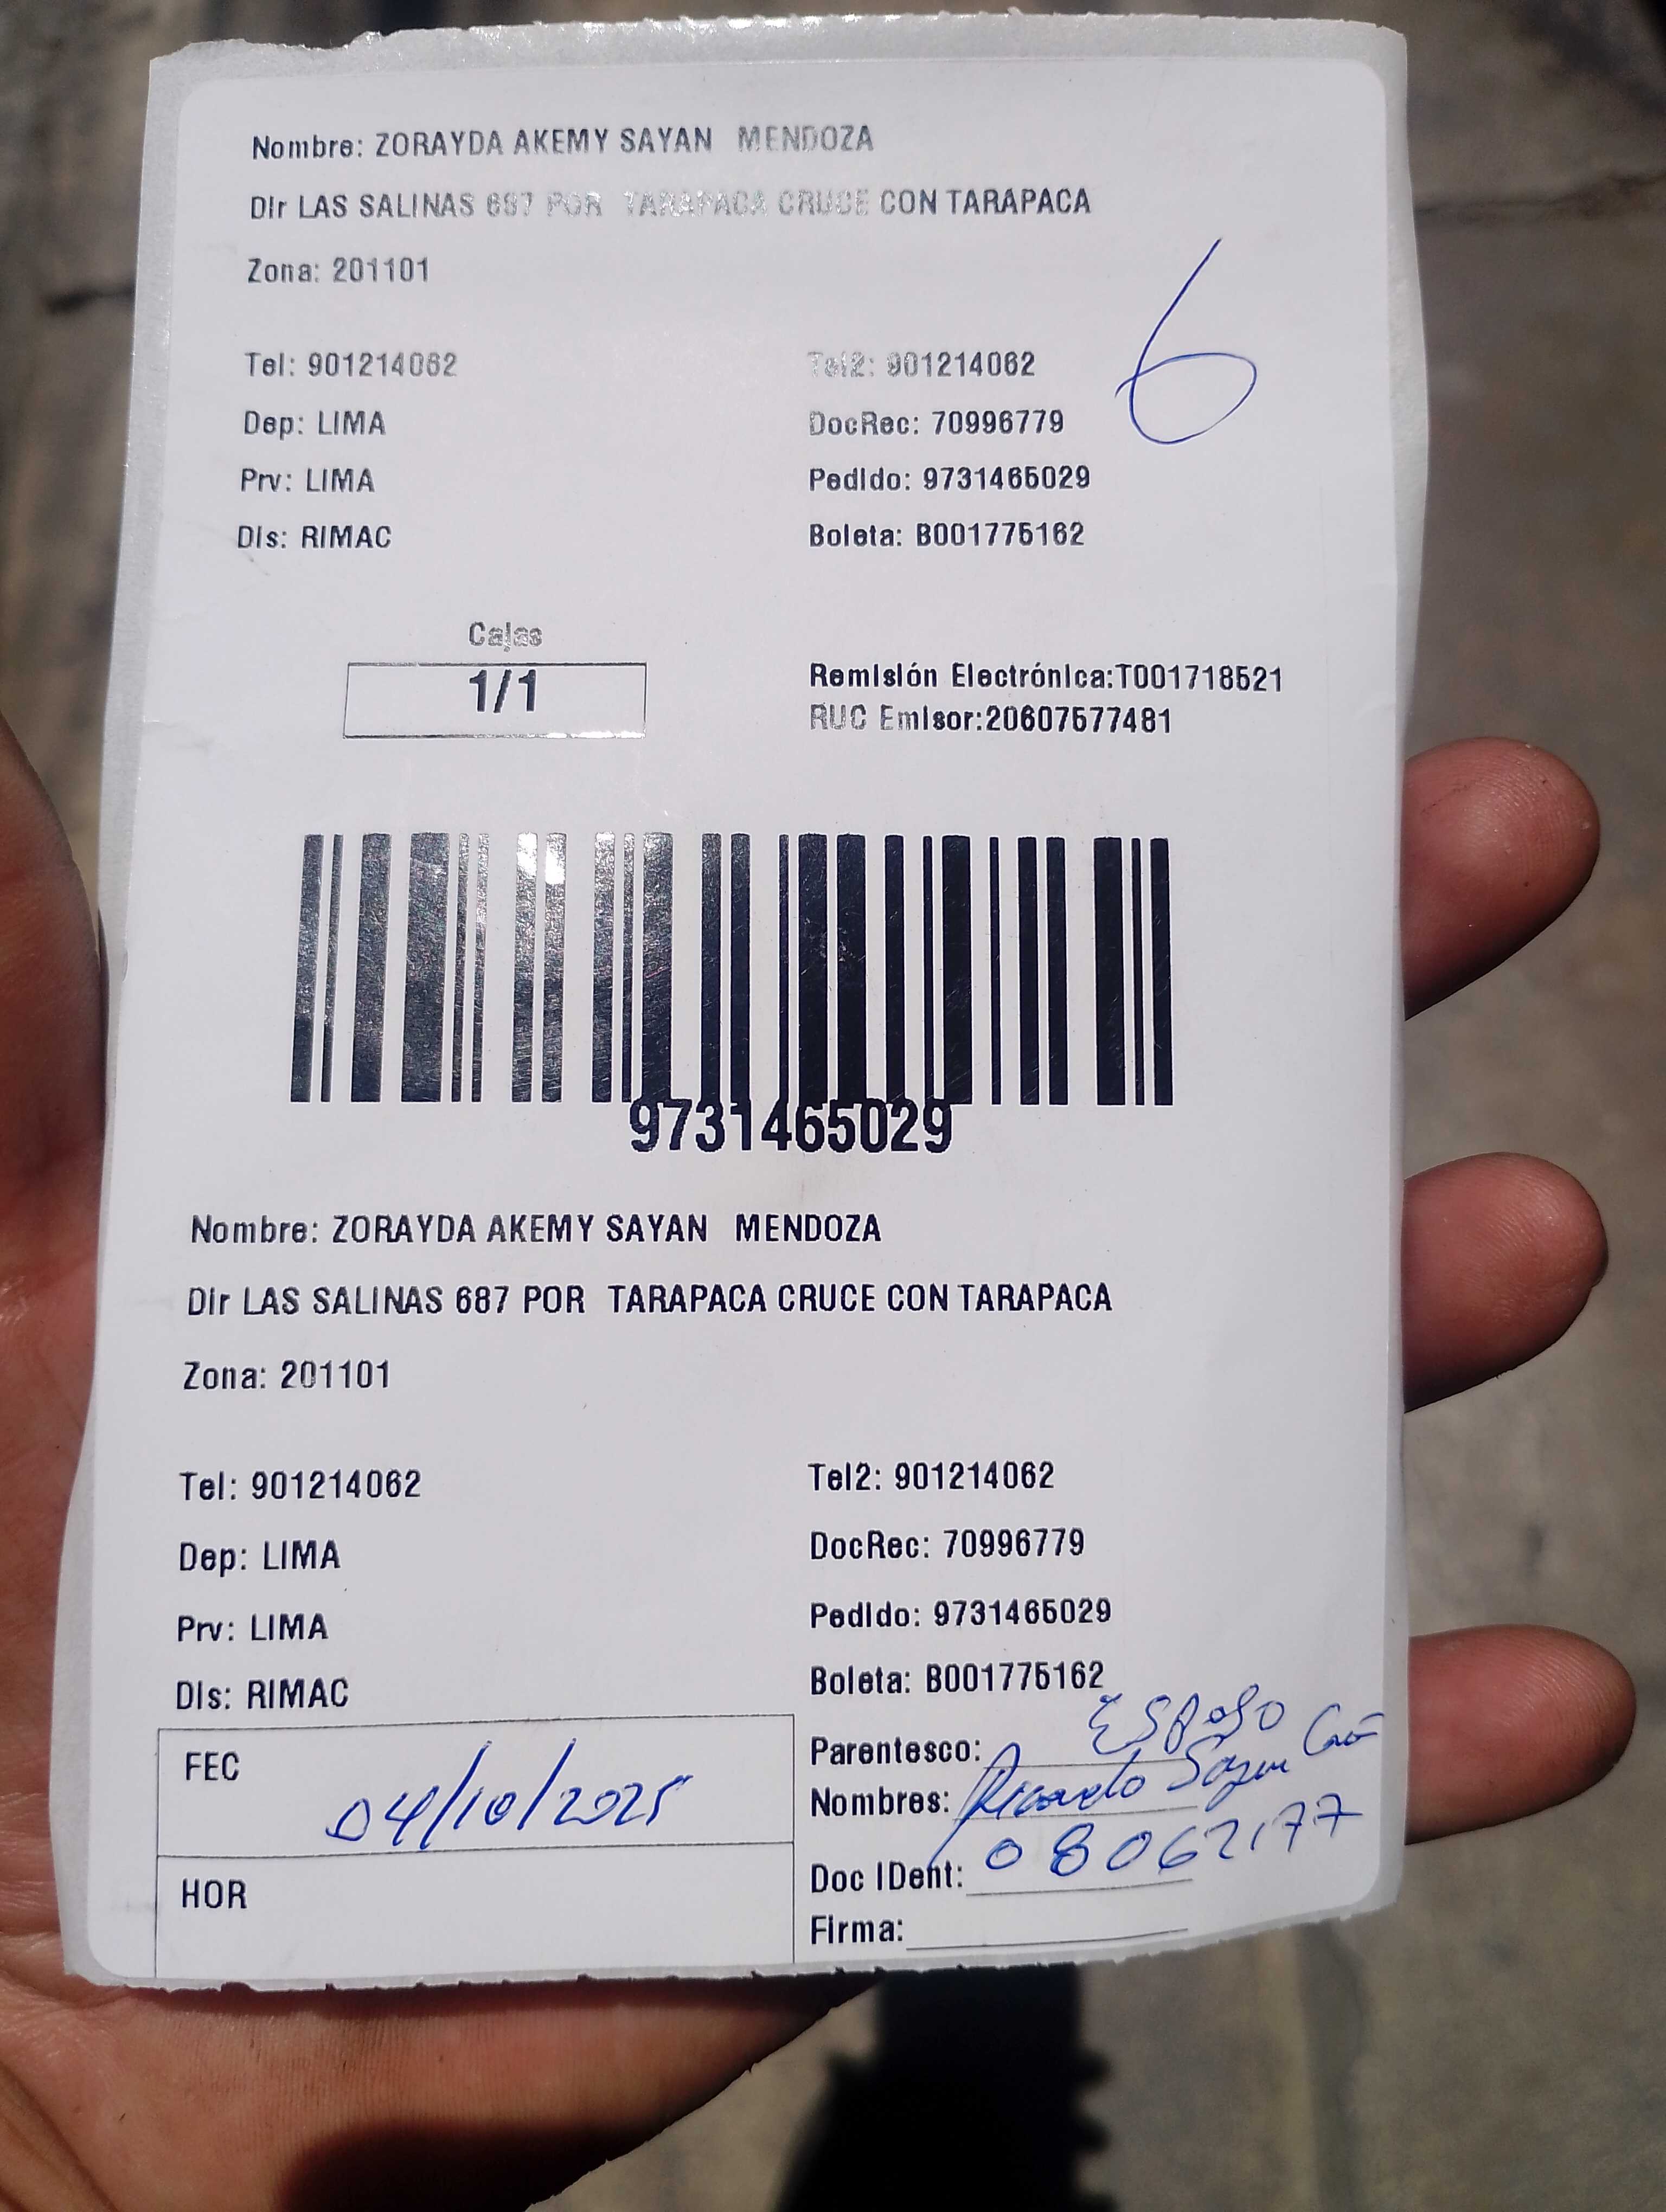 Nombre: ZORAYDA AKEMY SAYAN MENDOZA
Dir LAS SALINAS 687 POR TARAPACA CRUCE CON TARAPACA
Zona: 201101
6
Tel: 901214062 Tel2: 901214062
Dep: LIMA DocRec: 70996779
Prv: LIMA Pedido: 9731465029
Dis: RIMAC Boleta: B001775162
Cajas
1/1
Remisión Electrónica:T001718521
RUC Emisor:20607577481
9731465029
Nombre: ZORAYDA AKEMY SAYAN MENDOZA
Dir LAS SALINAS 687 POR TARAPACA CRUCE CON TARAPACA
Zona: 201101
Tel: 901214062 Tel2: 901214062
Dep: LIMA DocRec: 70996779
Prv: LIMA Pedido: 9731465029
Dis: RIMAC Boleta: B001775162
FEC 04/10/2025
HOR
Parentesco: Esposo
Nombres: Ricardo
Doc IDent: 08062177
Firma: